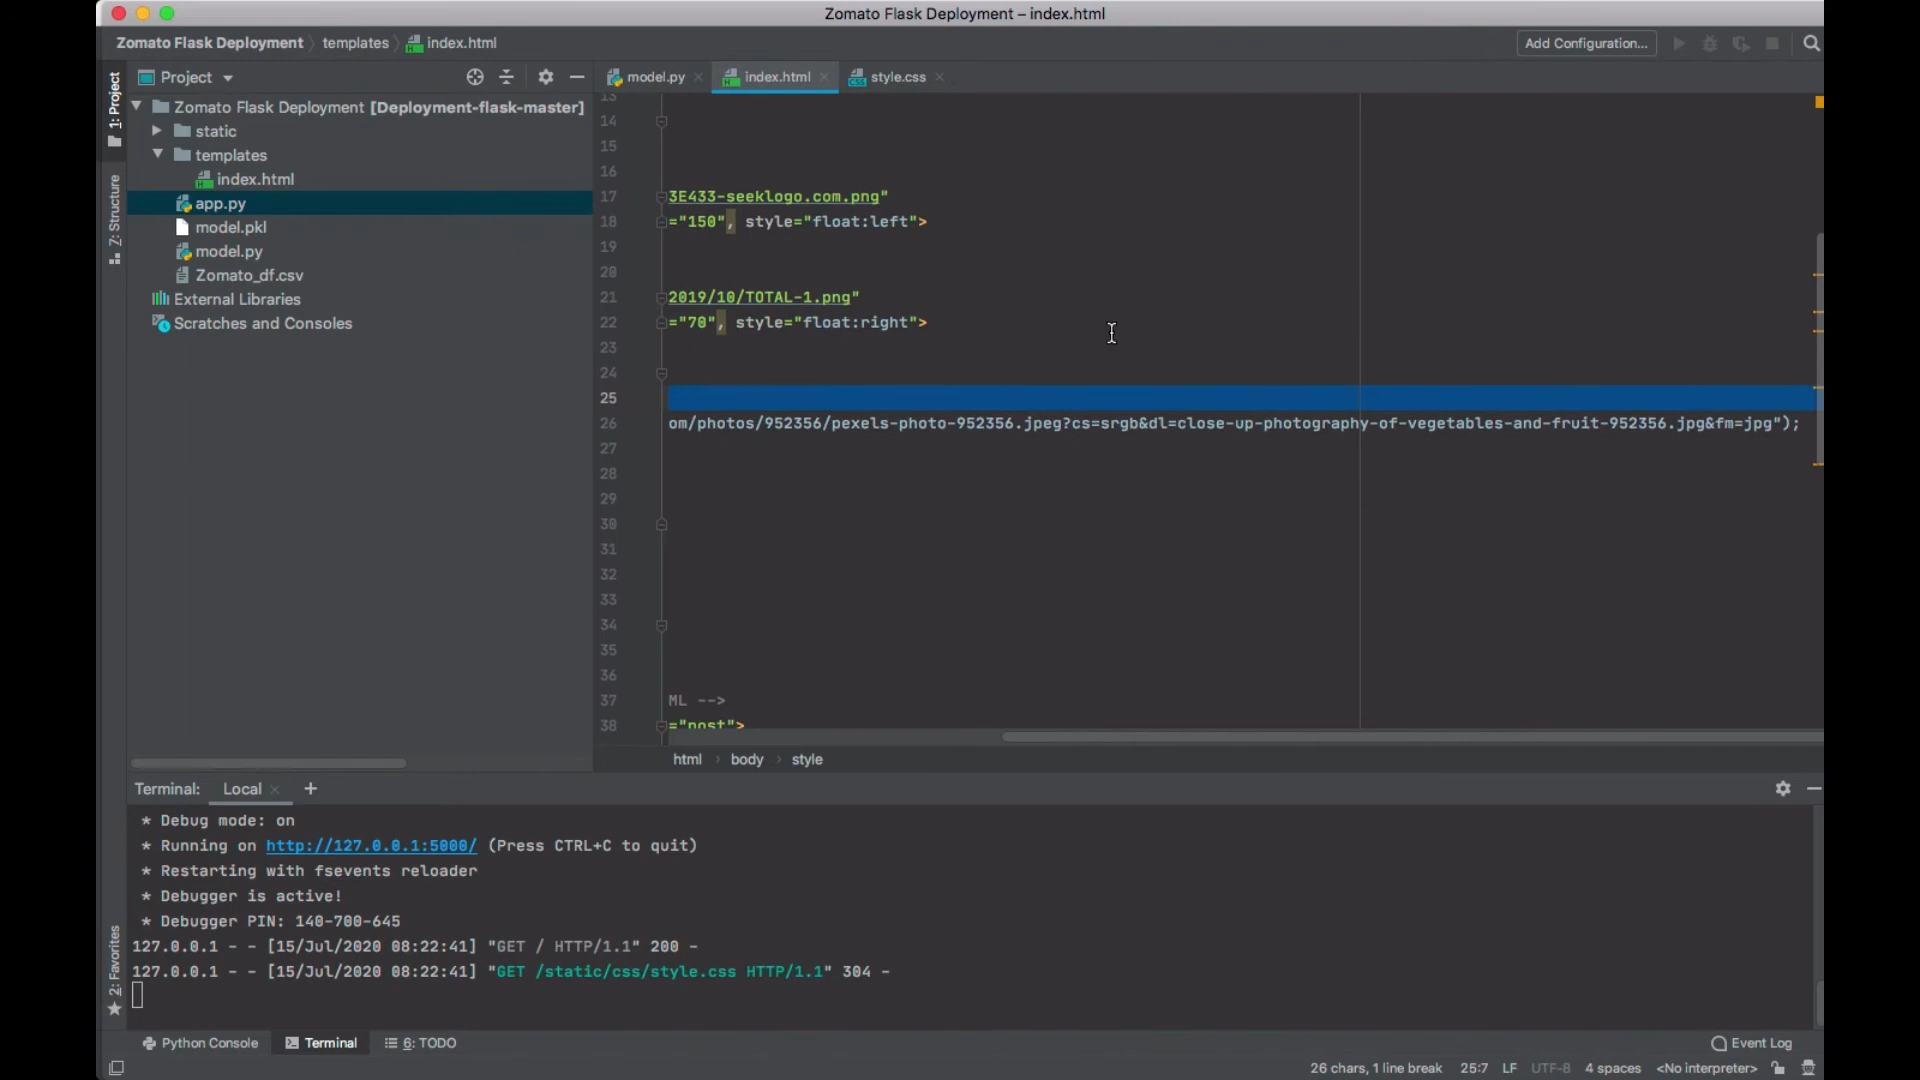 Zomato Flask Deployment – index.html
Zomato Flask Deployment templates index.html
Add Configuration...
1: Project
Z: Structure
2: Favorites
Project
Zomato Flask Deployment [Deployment-flask-master]
static
templates
index.html
app.py
model.pkl
model.py
Zomato_df.csv
External Libraries
Scratches and Consoles
model.py index.html style.css
13
14
15
16
17 3E433-seeklogo.com.png"
18 ="150", style="float:left">
19
20
21 2019/10/TOTAL-1.png"
22 ="70", style="float:right">
23
24
25
26 om/photos/952356/pexels-photo-952356.jpeg?cs=srgb&dl=close-up-photography-of-vegetables-and-fruit-952356.jpg&fm=jpg");
27
28
29
30
31
32
33
34
35
36
37 ML -->
38 ="post">
html body style
Terminal: Local +
* Debug mode: on
* Running on http://127.0.0.1:5000/ (Press CTRL+C to quit)
* Restarting with fsevents reloader
* Debugger is active!
* Debugger PIN: 140-700-645
127.0.0.1 - - [15/Jul/2020 08:22:41] "GET / HTTP/1.1" 200 -
127.0.0.1 - - [15/Jul/2020 08:22:41] "GET /static/css/style.css HTTP/1.1" 304 -
Python Console Terminal 6: TODO
Event Log
26 chars, 1 line break 25:7 LF UTF-8 4 spaces <No interpreter>